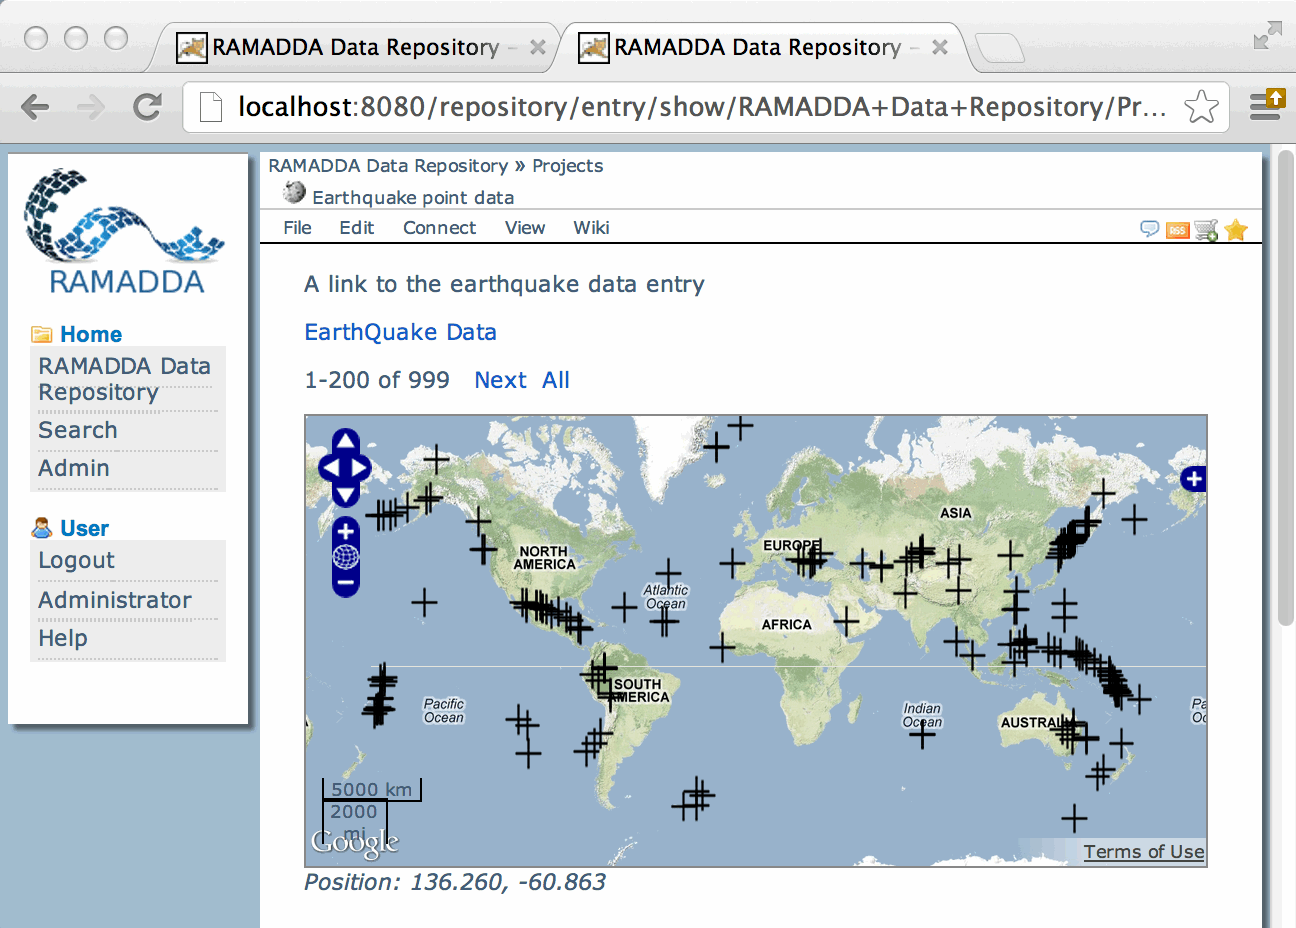 RAMADDA Data Repository –
RAMADDA Data Repository –
localhost:8080/repository/entry/show/RAMADDA+Data+Repository/Pr...
RAMADDA
Home
RAMADDA Data
Repository
Search
Admin
User
Logout
Administrator
Help
RAMADDA Data Repository » Projects
Earthquake point data
File Edit Connect View Wiki
RSS
A link to the earthquake data entry
EarthQuake Data
1-200 of 999 Next All
ASIA
NORTH
AMERICA
EUROPE
Atlantic
Ocean
AFRICA
SOUTH
AMERICA
Pacific
Ocean
Indian
Ocean
Pa
Oc
5000 km
2000
mi
Google
Terms of Use
Position: 136.260, -60.863